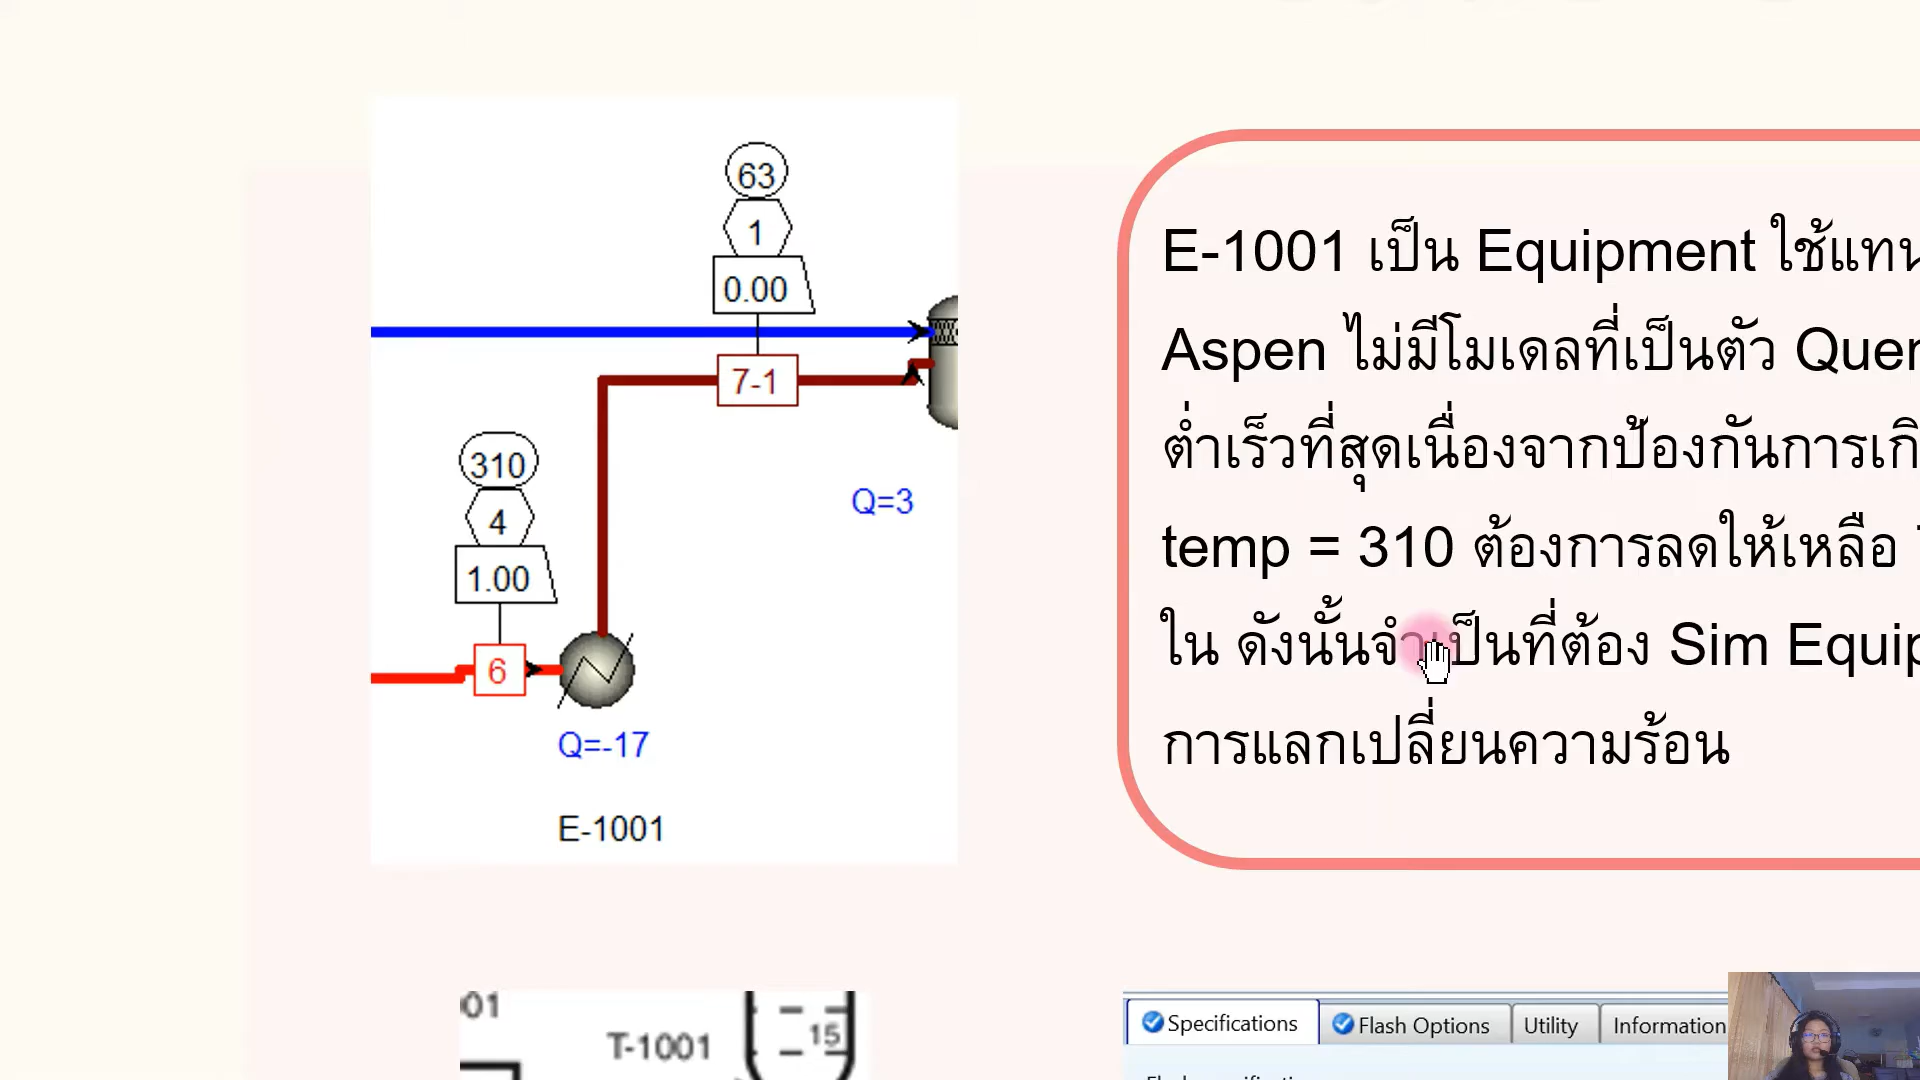 63
1
0.00
7-1
310
4
1.00
Q=3
6
Q=-17
E-1001
E-1001 เป็น Equipment ใช้แทน
Aspen ไม่มีโมเดลที่เป็นตัว
ต่ำเร็วที่สุดเนื่องจากป้องกันการ
temp = 310 ต้องการลดให้เหลือ
ใน ดังนั้นจำเป็นที่ต้อง Sim
การแลกเปลี่ยนความร้อน
01
T-1001
15
Specifications Flash Options Utility Information